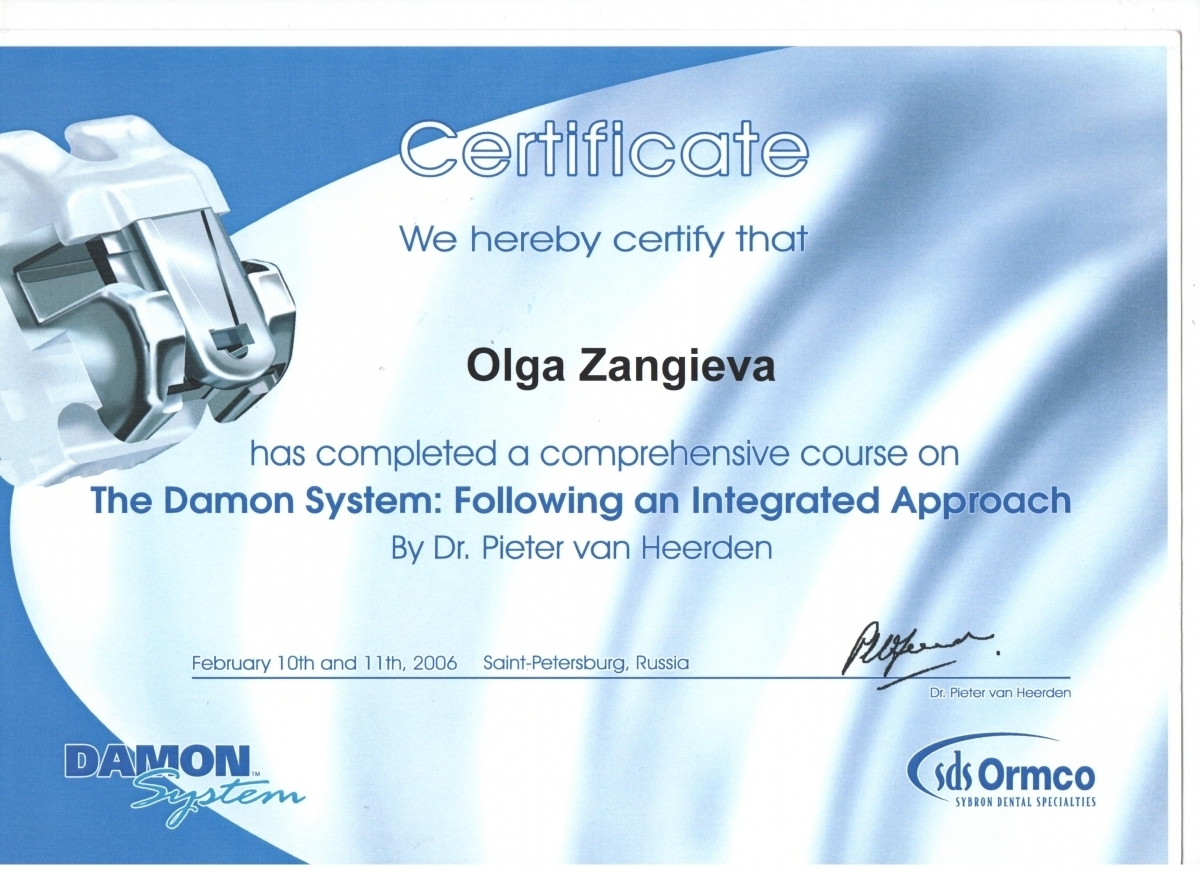 Certificate
We hereby certify that
Olga Zangieva
has completed a comprehensive course on
The Damon System: Following an Integrated Approach
By Dr. Pieter van Heerden
February 10th and 11th, 2006 Saint-Petersburg, Russia
Dr. Pieter van Heerden
DAMON™
System
sds Ormco
SYBRON DENTAL SPECIALTIES